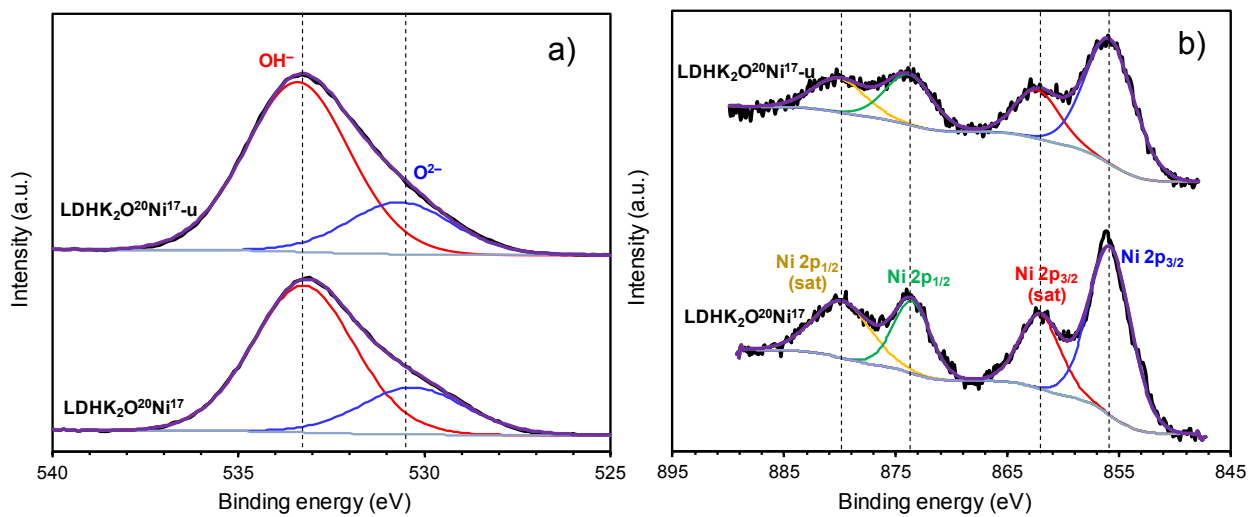 a)
OH⁻
O²⁻
LDHK₂O²⁰Ni¹⁷-u
LDHK₂O²⁰Ni¹⁷
Intensity (a.u.)
540 535 530 525
Binding energy (eV)
b)
LDHK₂O²⁰Ni¹⁷-u
Ni 2p₁/₂
(sat)
Ni 2p₁/₂
Ni 2p₃/₂
(sat)
Ni 2p₃/₂
LDHK₂O²⁰Ni¹⁷
Intensity (a.u.)
895 885 875 865 855 845
Binding energy (eV)